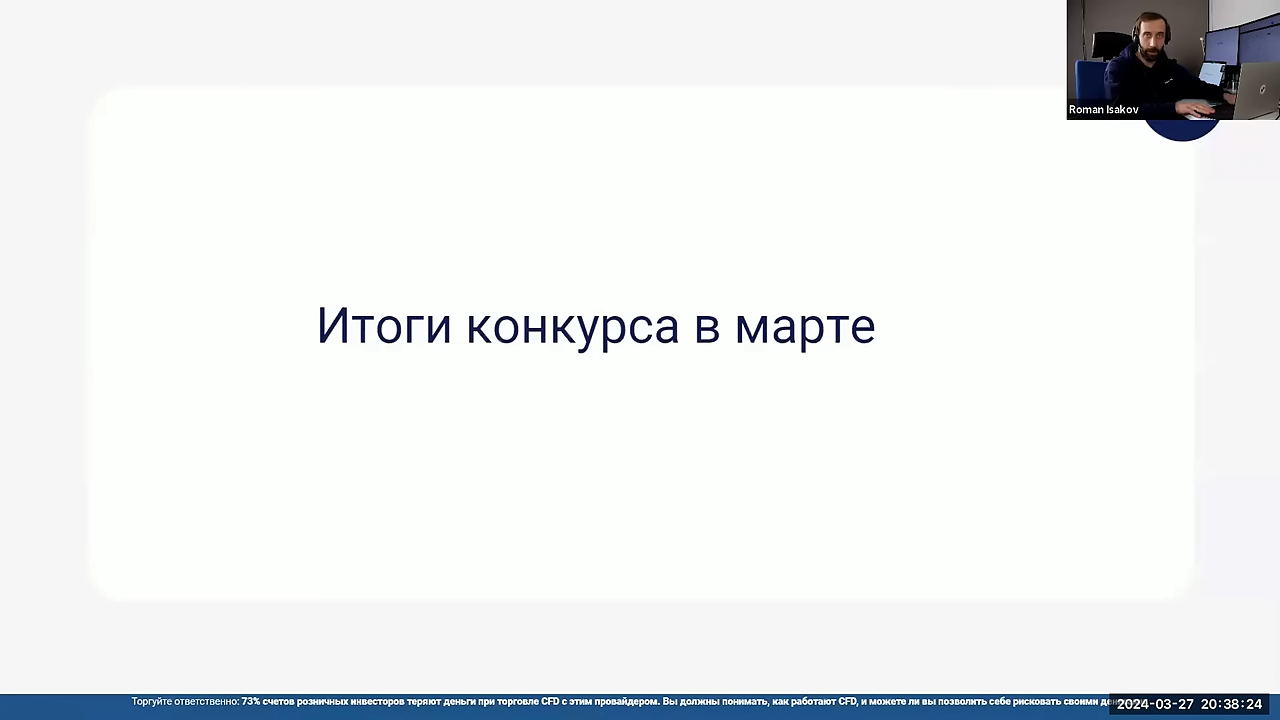 Roman Isakov
Итоги конкурса в марте
Торгуйте ответственно: 73% счетов розничных инвесторов теряют деньги при торговле CFD с этим провайдером. Вы должны понимать, как работают CFD, и можете ли вы позволить себе рисковать своими
2024-03-27 20:38:24